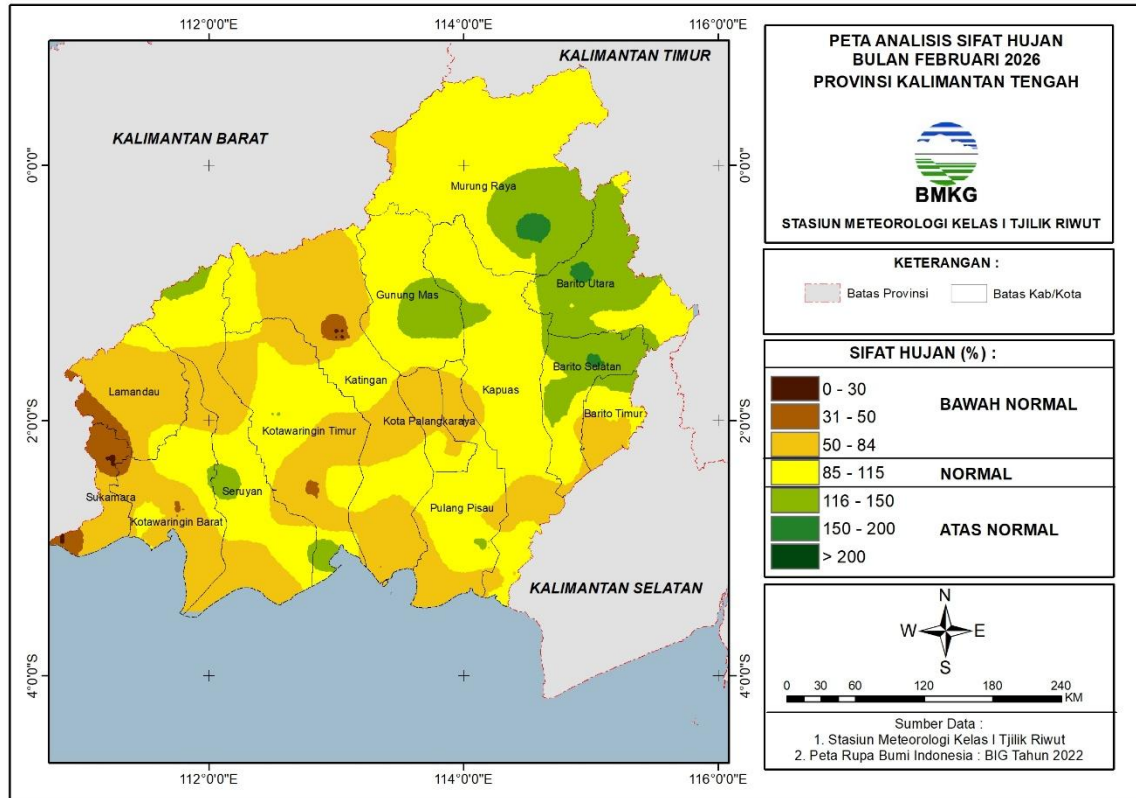 112°0'0"E
114°0'0"E
116°0'0"E
KALIMANTAN TIMUR
KALIMANTAN BARAT
0°0'0"
0°0'0"
Murung Raya
Barito Utara
Gunung Mas
Barito Selatan
Lamandau
Katingan
Kapuas
Barito Timur
2°0'0"S
2°0'0"S
Kotawaringin Timur
Kota Palangkaraya
Sukamara
Seruyan
Kotawaringin Barat
Pulang Pisau
KALIMANTAN SELATAN
4°0'0"S
4°0'0"S
112°0'0"E
114°0'0"E
116°0'0"E
PETA ANALISIS SIFAT HUJAN
BULAN FEBRUARI 2026
PROVINSI KALIMANTAN TENGAH
BMKG
STASIUN METEOROLOGI KELAS I TJILIK RIWUT
KETERANGAN :
Batas Provinsi
Batas Kab/Kota
SIFAT HUJAN (%) :
0 - 30
31 - 50
BAWAH NORMAL
50 - 84
85 - 115
NORMAL
116 - 150
150 - 200
ATAS NORMAL
> 200
N
W
E
S
0 30 60 120 180 240
KM
Sumber Data :
1. Stasiun Meteorologi Kelas I Tjilik Riwut
2. Peta Rupa Bumi Indonesia : BIG Tahun 2022